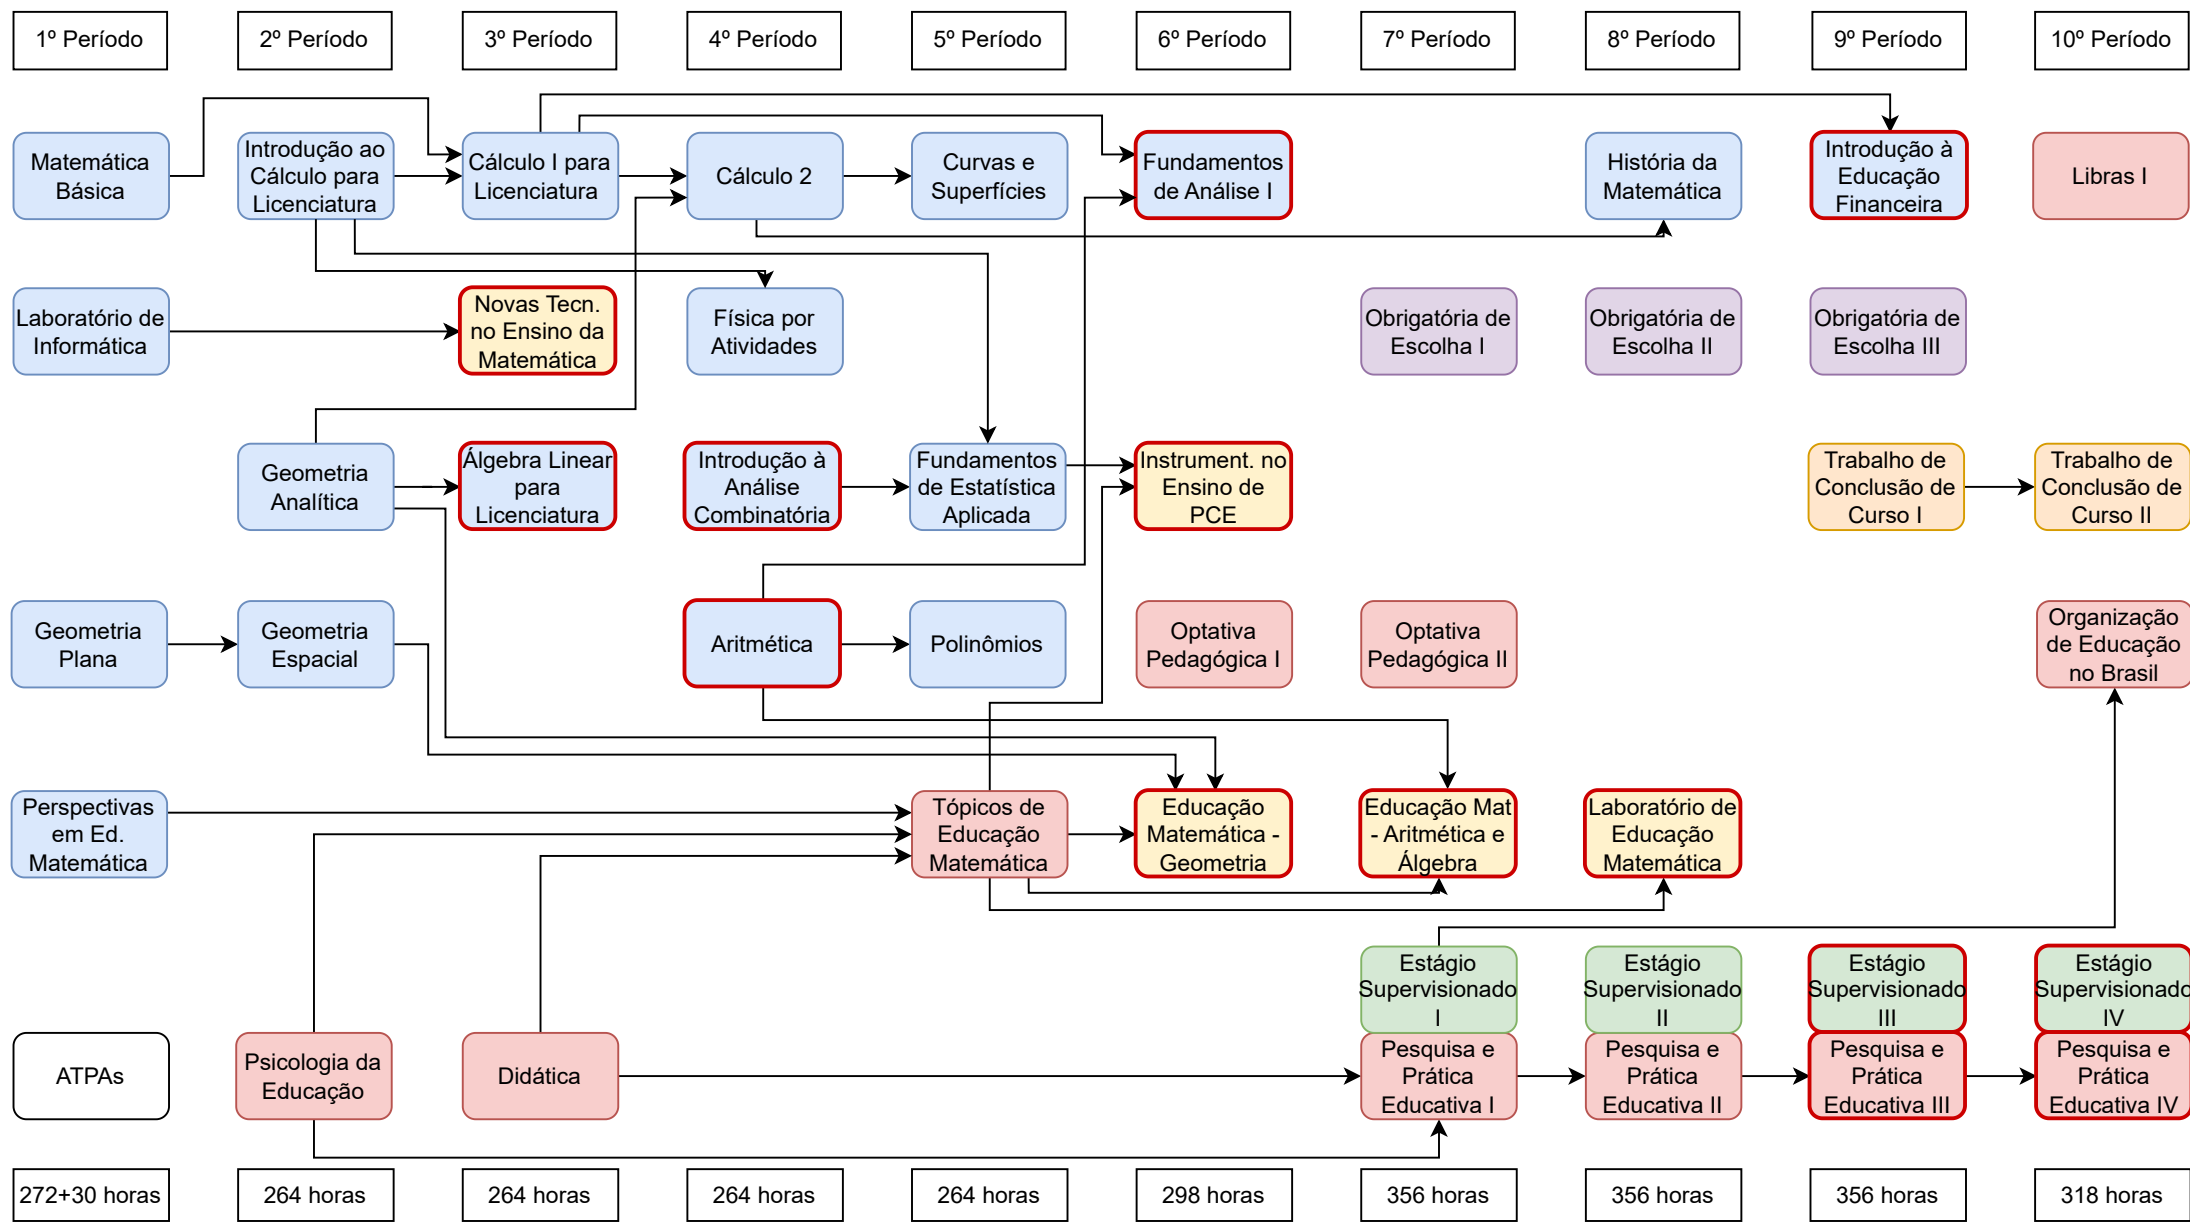 1º Período
2º Período
3º Período
4º Período
5º Período
6º Período
7º Período
8º Período
9º Período
10º Período
Matemática
Básica
Introdução ao
Cálculo para
Licenciatura
Cálculo I para
Licenciatura
Cálculo 2
Curvas e
Superfícies
Fundamentos
de Análise I
História da
Matemática
Introdução à
Educação
Financeira
Libras I
Laboratório de
Informática
Novas Tecn.
no Ensino da
Matemática
Física por
Atividades
Obrigatória de
Escolha I
Obrigatória de
Escolha II
Obrigatória de
Escolha III
Geometria
Analítica
Álgebra Linear
para
Licenciatura
Introdução à
Análise
Combinatória
Fundamentos
de Estatística
Aplicada
Instrument. no
Ensino de
PCE
Trabalho de
Conclusão de
Curso I
Trabalho de
Conclusão de
Curso II
Geometria
Plana
Geometria
Espacial
Aritmética
Polinômios
Optativa
Pedagógica I
Optativa
Pedagógica II
Organização
de Educação
no Brasil
Perspectivas
em Ed.
Matemática
Tópicos de
Educação
Matemática
Educação
Matemática -
Geometria
Educação Mat
- Aritmética e
Álgebra
Laboratório de
Educação
Matemática
Estágio
Supervisionado
I
Estágio
Supervisionado
II
Estágio
Supervisionado
III
Estágio
Supervisionado
IV
ATPAs
Psicologia da
Educação
Didática
Pesquisa e
Prática
Educativa I
Pesquisa e
Prática
Educativa II
Pesquisa e
Prática
Educativa III
Pesquisa e
Prática
Educativa IV
272+30 horas
264 horas
264 horas
264 horas
264 horas
298 horas
356 horas
356 horas
356 horas
318 horas